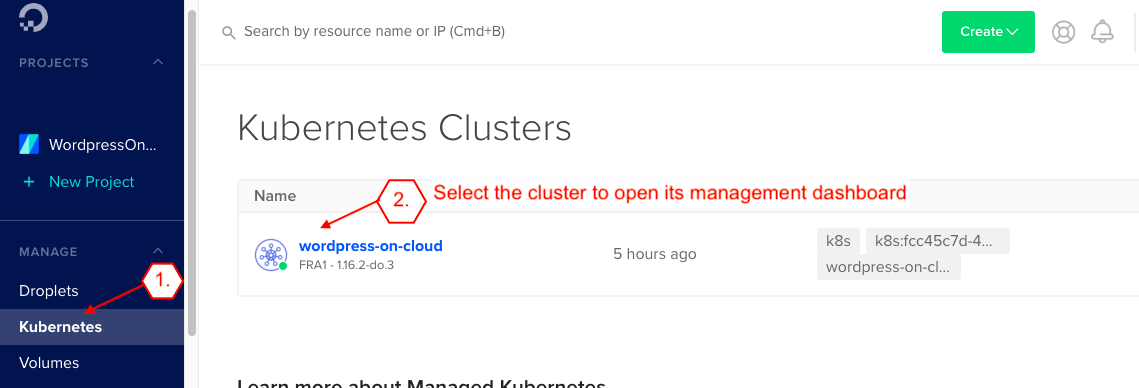 Search by resource name or IP (Cmd+B)
Create
PROJECTS
WordpressOn...
+ New Project
MANAGE
1.
Droplets
Kubernetes
Volumes
Kubernetes Clusters
Name
2. Select the cluster to open its management dashboard
wordpress-on-cloud
FRA1 - 1.16.2-do.3
5 hours ago
k8s k8s:fcc45c7d-4...
wordpress-on-cl...
Learn more about Managed Kubernetes